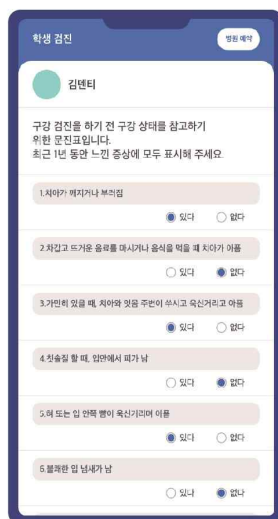 학생 검진
병원 예약
김덴티
구강 검진을 하기 전 구강 상태를 참고하기
위한 문진표입니다.
최근 1년 동안 느낀 증상에 모두 표시해 주세요
1.치아가 깨지거나 부러짐
있다 없다
2.차갑고 뜨거운 음료를 마시거나 음식을 먹을 때 치아가 아픔
있다 없다
3.가만히 있을 때, 치아와 잇몸 주변이 쑤시고 욱신거리고 아픔
있다 없다
4.칫솔질 할 때, 입안에서 피가 남
있다 없다
5.혀 또는 입 안쪽 뺨이 욱신거리며 아픔
있다 없다
6.불쾌한 입 냄새가 남
있다 없다